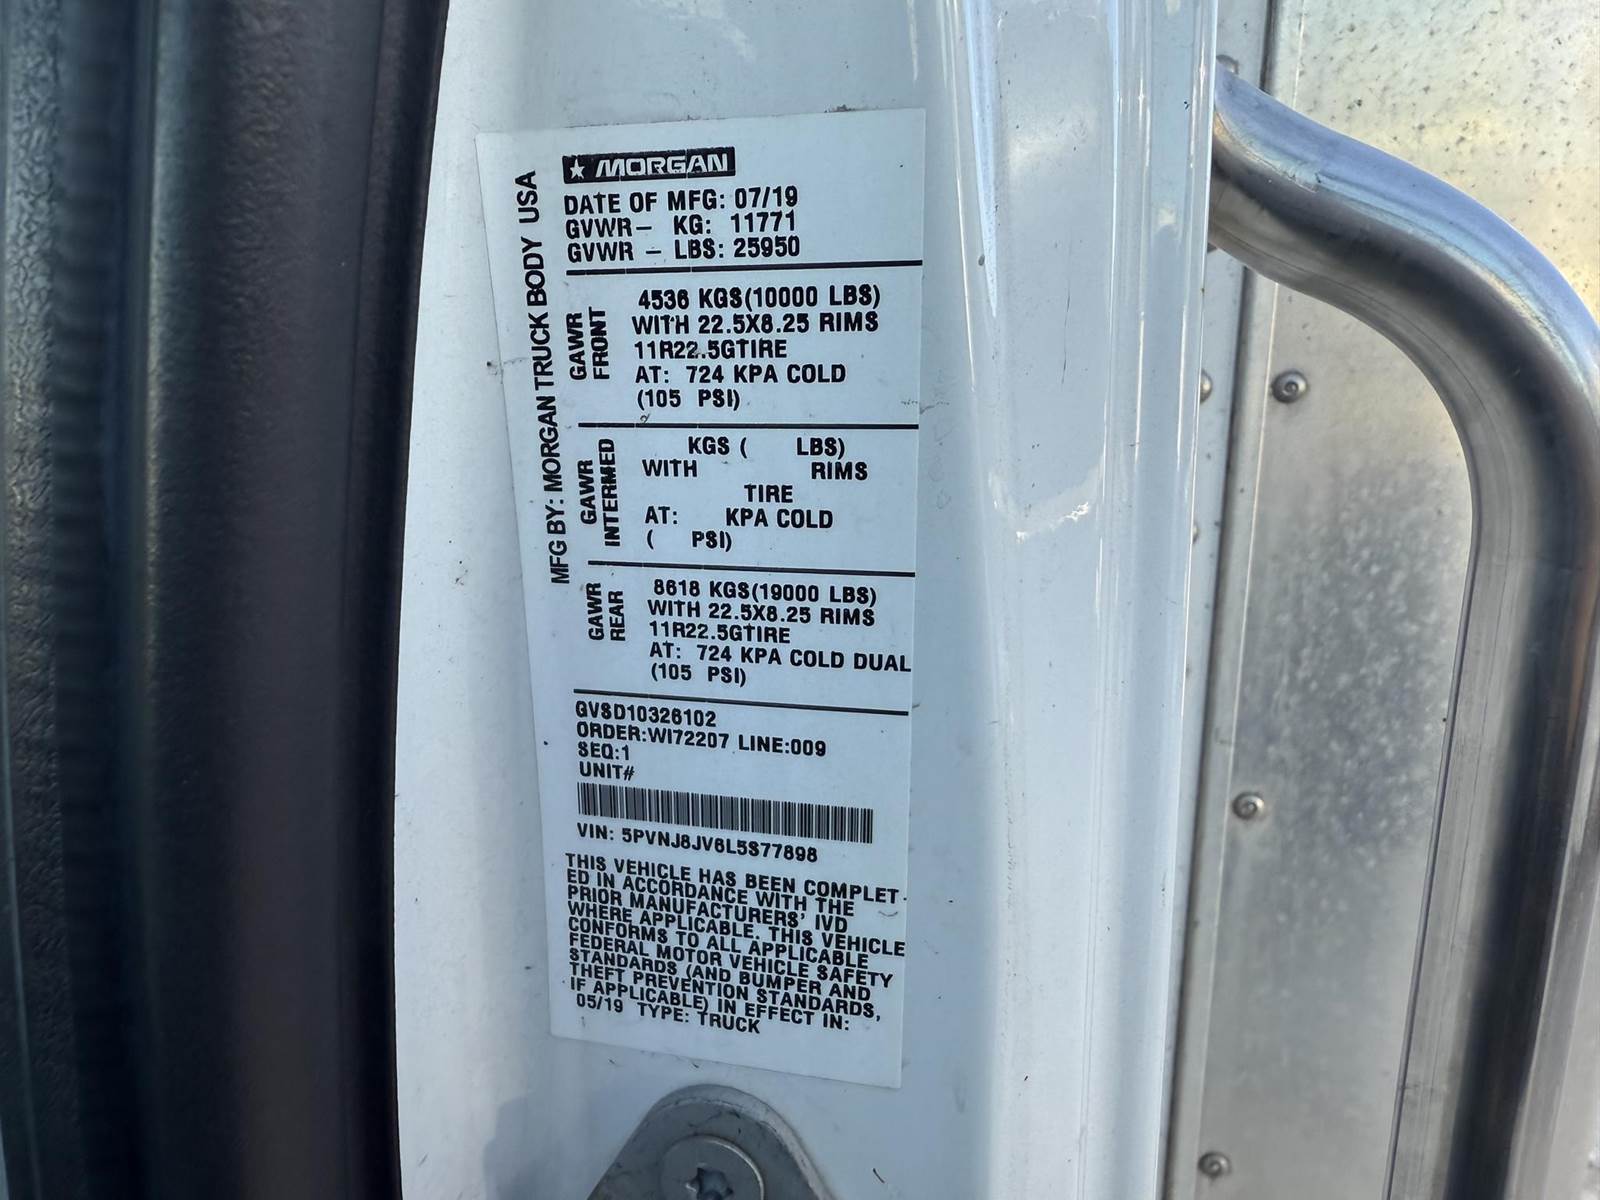 MORGAN
DATE OF MFG: 07/19
GVWR- KG: 11771
GVWR - LBS: 25950
MFG BY: MORGAN TRUCK BODY USA
GAWR FRONT
4536 KGS(10000 LBS)
WITH 22.5X8.25 RIMS
11R22.5GTIRE
AT: 724 KPA COLD
(105 PSI)
GAWR INTERMED
KGS ( LBS)
WITH RIMS
TIRE
AT: KPA COLD
( PSI)
GAWR REAR
8618 KGS(19000 LBS)
WITH 22.5X8.25 RIMS
11R22.5GTIRE
AT: 724 KPA COLD DUAL
(105 PSI)
GVSD10326102
ORDER:WI72207 LINE:009
SEQ:1
UNIT#
VIN: 5PVNJ8JV6L5S77898
THIS VEHICLE HAS BEEN COMPLET-
ED IN ACCORDANCE WITH THE
PRIOR MANUFACTURERS' IVD
WHERE APPLICABLE. THIS VEHICLE
CONFORMS TO ALL APPLICABLE
FEDERAL MOTOR VEHICLE SAFETY
STANDARDS (AND BUMPER AND
THEFT PREVENTION STANDARDS,
IF APPLICABLE) IN EFFECT IN:
05/19 TYPE: TRUCK